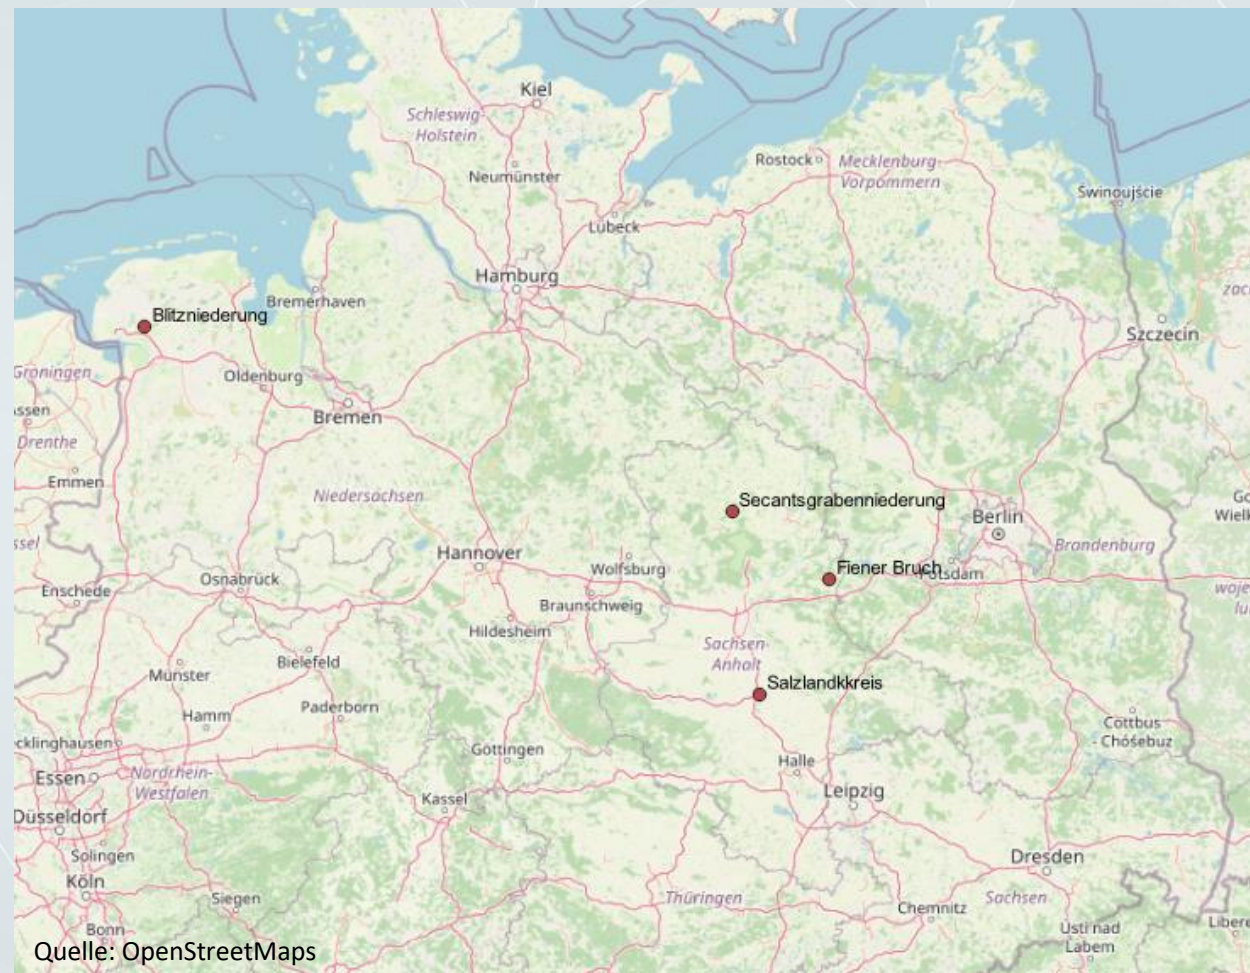 Kiel
Schleswig-
Holstein
Neumünster
Rostock
Mecklenburg-
Vorpommern
Świnoujście
Lübeck
Hamburg
Bremerhaven
Blitzniederung
Szczecin
Groningen
Oldenburg
Bremen
Drenthe
Emmen
Niedersachsen
Secantsgrabenniederung
Berlin
Brandenburg
Hannover
Wolfsburg
Fiener Bruch
Potsdam
Osnabrück
Enschede
Braunschweig
Hildesheim
Sachsen-
Anhalt
Bielefeld
Münster
Salzlandkkreis
Paderborn
Hamm
Cottbus
- Chóśebuz
cklinghausen
Göttingen
Halle
Essen
Nordrhein-
Westfalen
Leipzig
Kassel
Düsseldorf
Solingen
Dresden
Köln
Siegen
Thüringen
Sachsen
Chemnitz
Bonn
Ústí nad
Labem
Quelle: OpenStreetMaps